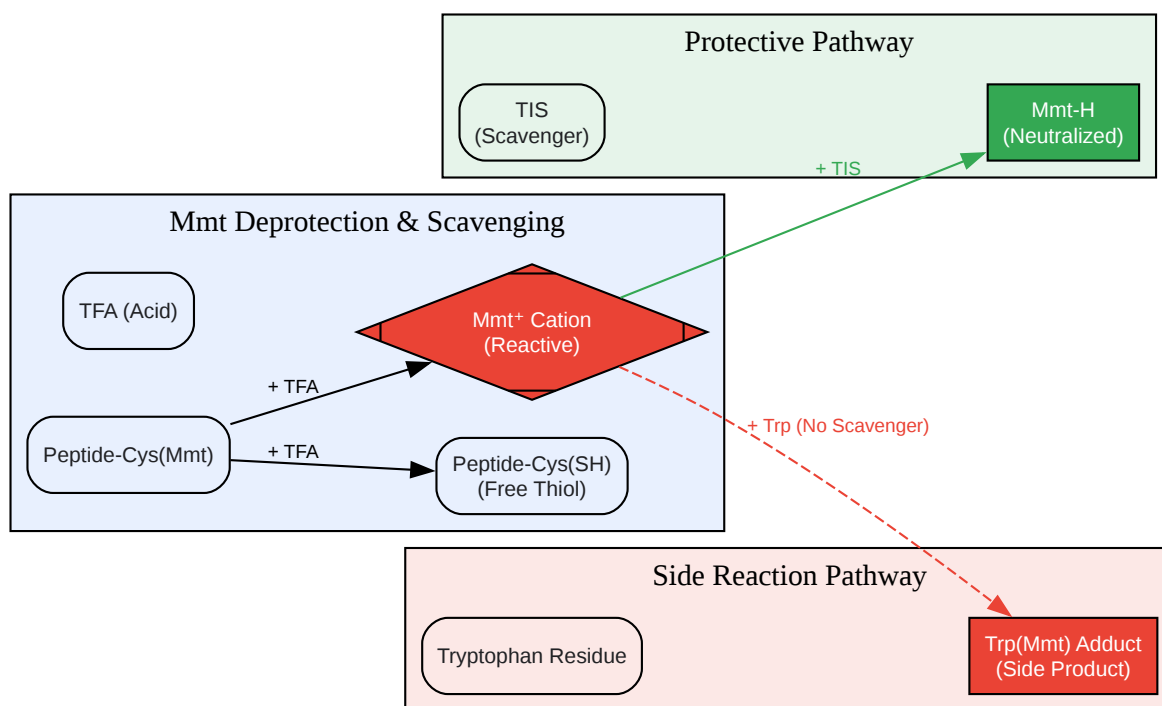 Protective Pathway
TIS
(Scavenger)
Mmt-H
(Neutralized)
+ TIS
Mmt Deprotection & Scavenging
TFA (Acid)
Mmt⁺ Cation
(Reactive)
+ TFA
Peptide-Cys(Mmt)
+ TFA
Peptide-Cys(SH)
(Free Thiol)
+ Trp (No Scavenger)
Side Reaction Pathway
Tryptophan Residue
Trp(Mmt) Adduct
(Side Product)